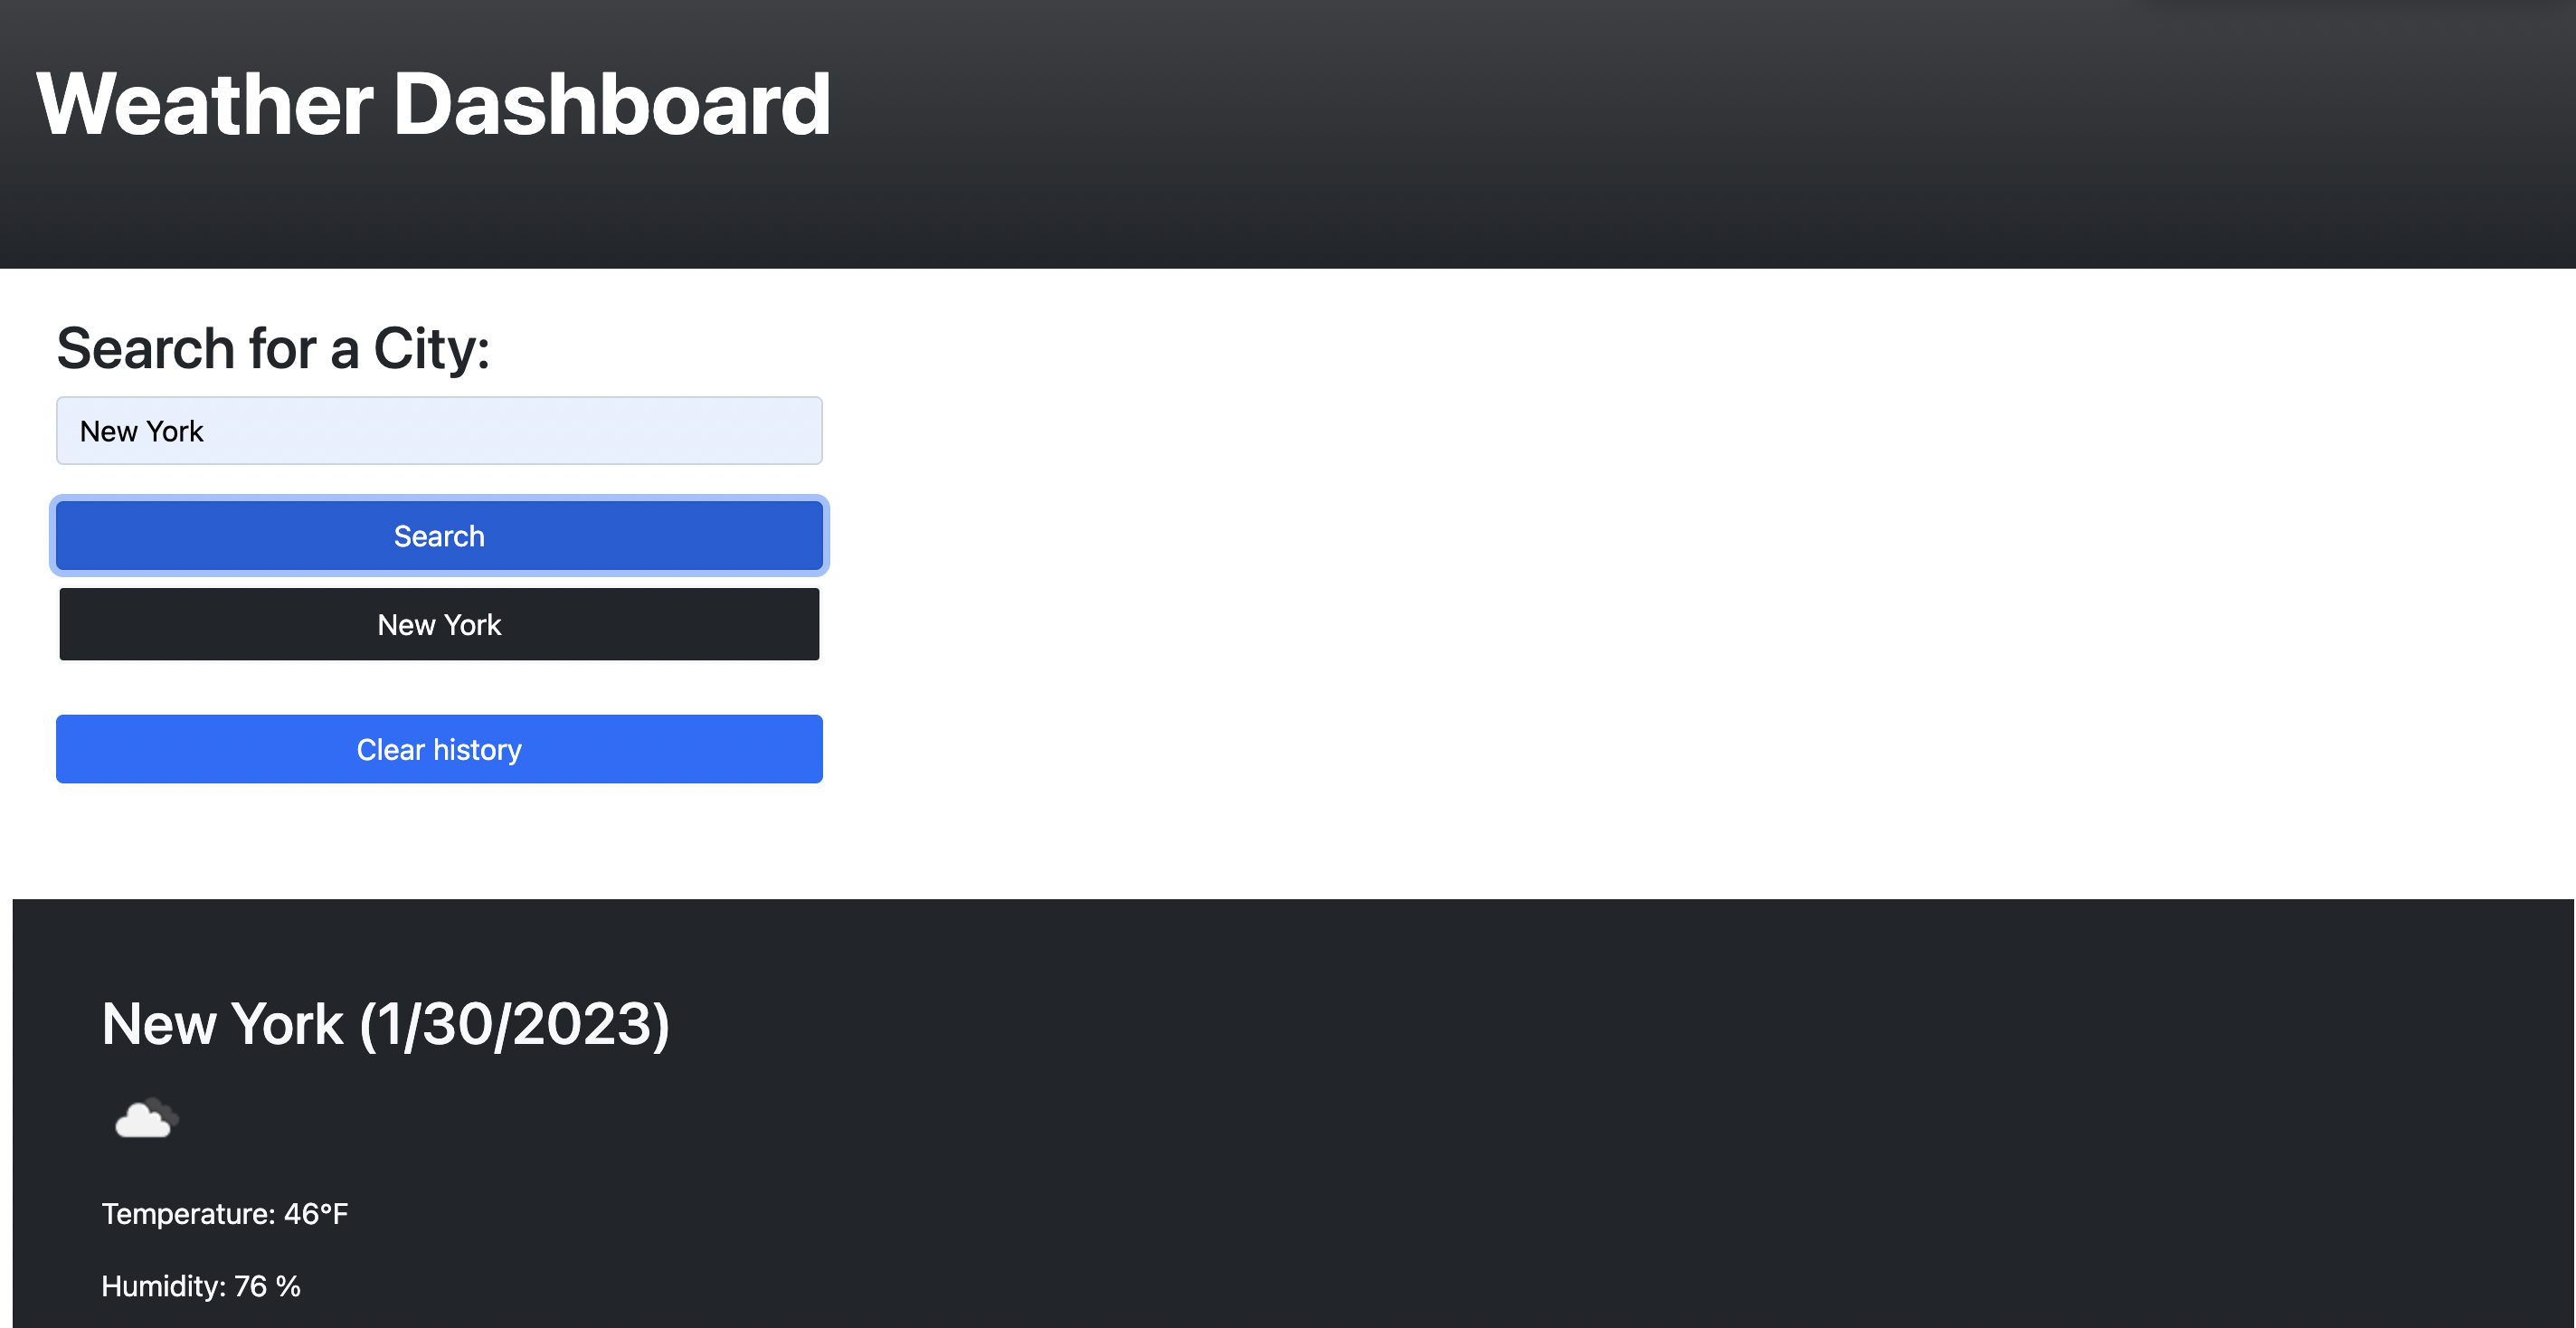 Weather Dashboard
Search for a City:
New York
Search
New York
Clear history
New York (1/30/2023)
Temperature: 46°F
Humidity: 76 %